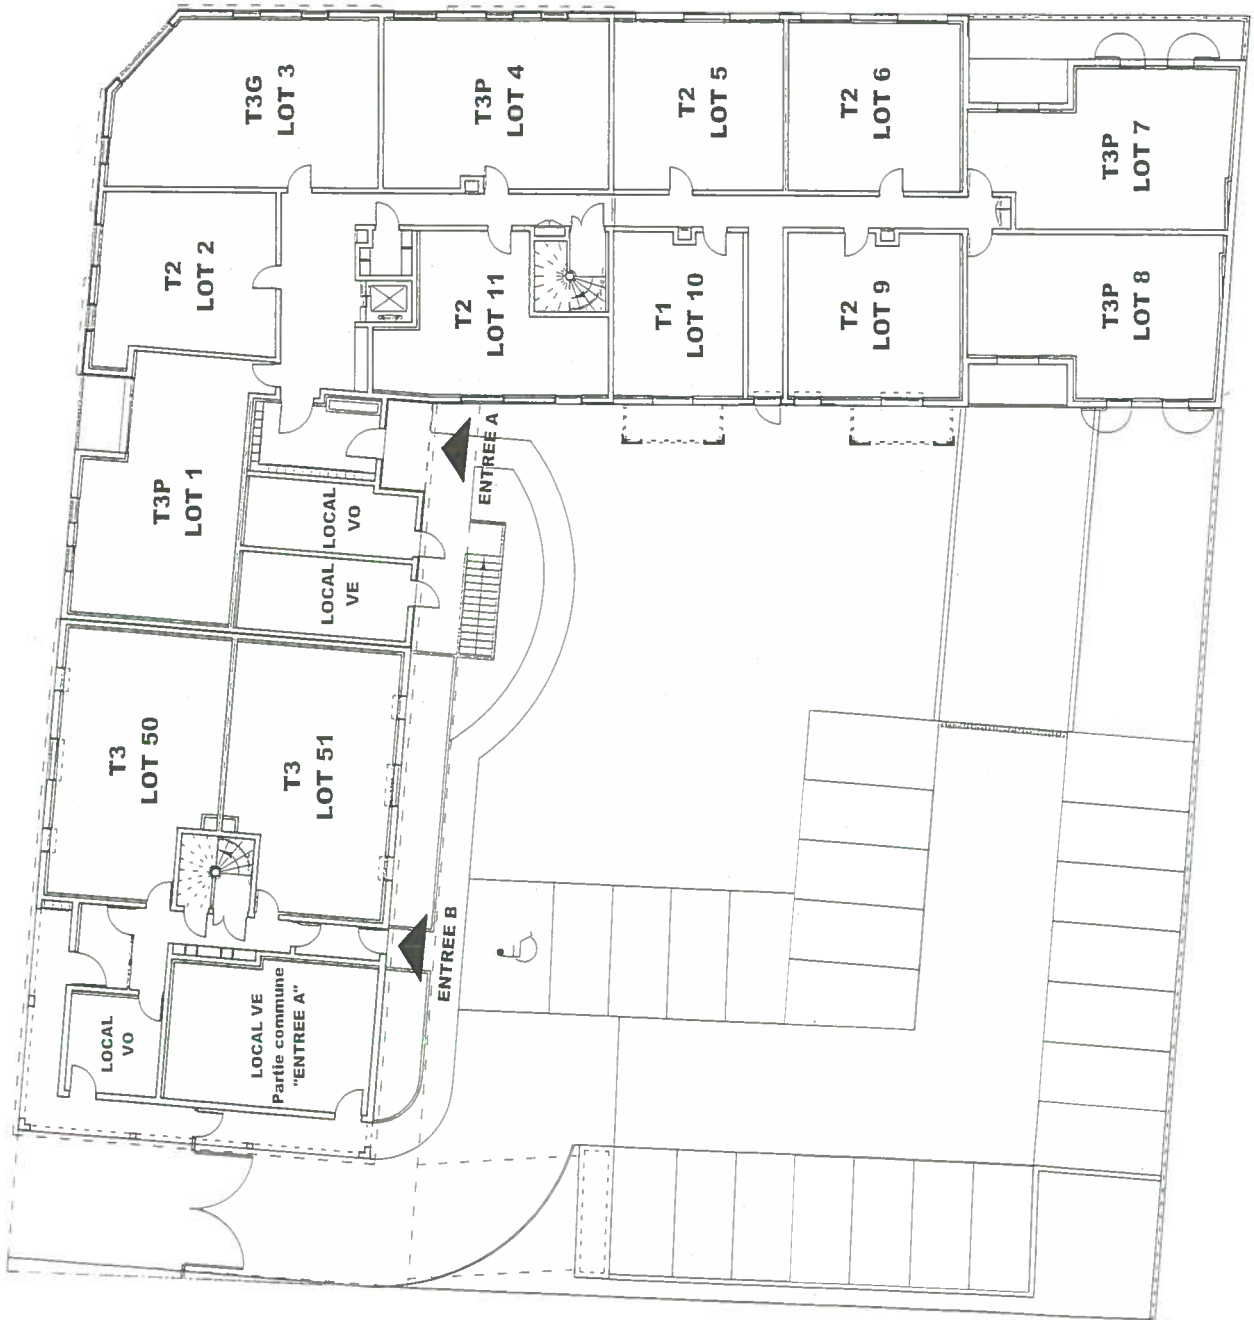 T3G
LOT 3
T3P
LOT 4
T2
LOT 5
T2
LOT 6
T3P
LOT 7
T2
LOT 2
T2
LOT 11
T1
LOT 10
T2
LOT 9
T3P
LOT 8
T3P
LOT 1
LOCAL
VO
LOCAL
VE
ENTREE A
T3
LOT 50
T3
LOT 51
ENTREE B
LOCAL
VO
LOCAL VE
Partie commune
"ENTREE A"